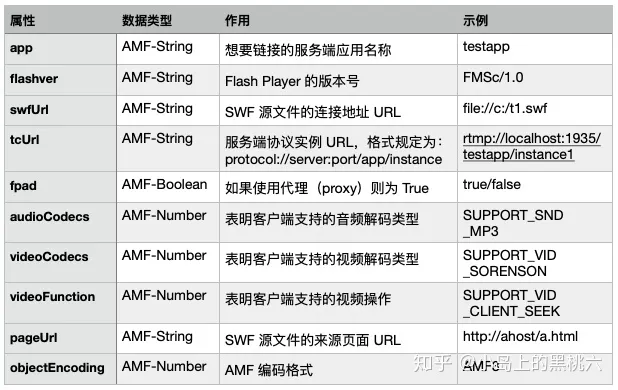 属性 数据类型 作用 示例
app AMF-String 想要链接的服务端应用名称 testapp
flashver AMF-String Flash Player 的版本号 FMSc/1.0
swfUrl AMF-String SWF 源文件的连接地址 URL file://c:/t1.swf
tcUrl AMF-String 服务端协议实例 URL，格式规定为： rtmp://localhost:1935/
protocol://server:port/app/instance testapp/instance1
fpad AMF-Boolean 如果使用代理（proxy）则为 True true/false
audioCodecs AMF-Number 表明客户端支持的音频解码类型 SUPPORT_SND
_MP3
videoCodecs AMF-Number 表明客户端支持的视频解码类型 SUPPORT_VID
_SORENSON
videoFunction AMF-Number 表明客户端支持的视频操作 SUPPORT_VID
_CLIENT_SEEK
pageUrl AMF-String SWF 源文件的来源页面 URL http://ahost/a.html
objectEncoding AMF-Number AMF 编码格式 AMF3
知乎 @小岛上的黑桃六